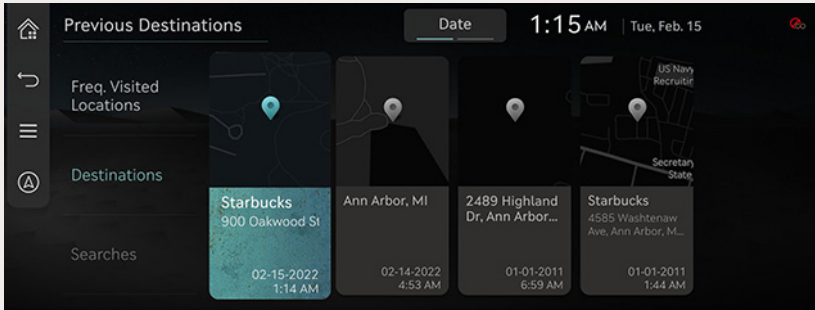 Previous Destinations
Date
1:15 AM
Tue, Feb. 15
Freq. Visited
Locations
Destinations
Searches
Starbucks
900 Oakwood St
02-15-2022
1:14 AM
Ann Arbor, MI
02-14-2022
4:53 AM
2489 Highland
Dr, Ann Arbor...
01-01-2011
6:59 AM
US Navy
Recruitin
Secretary
State
Starbucks
4585 Washtenaw
Ave, Ann Arbor, M...
01-01-2011
1:44 AM